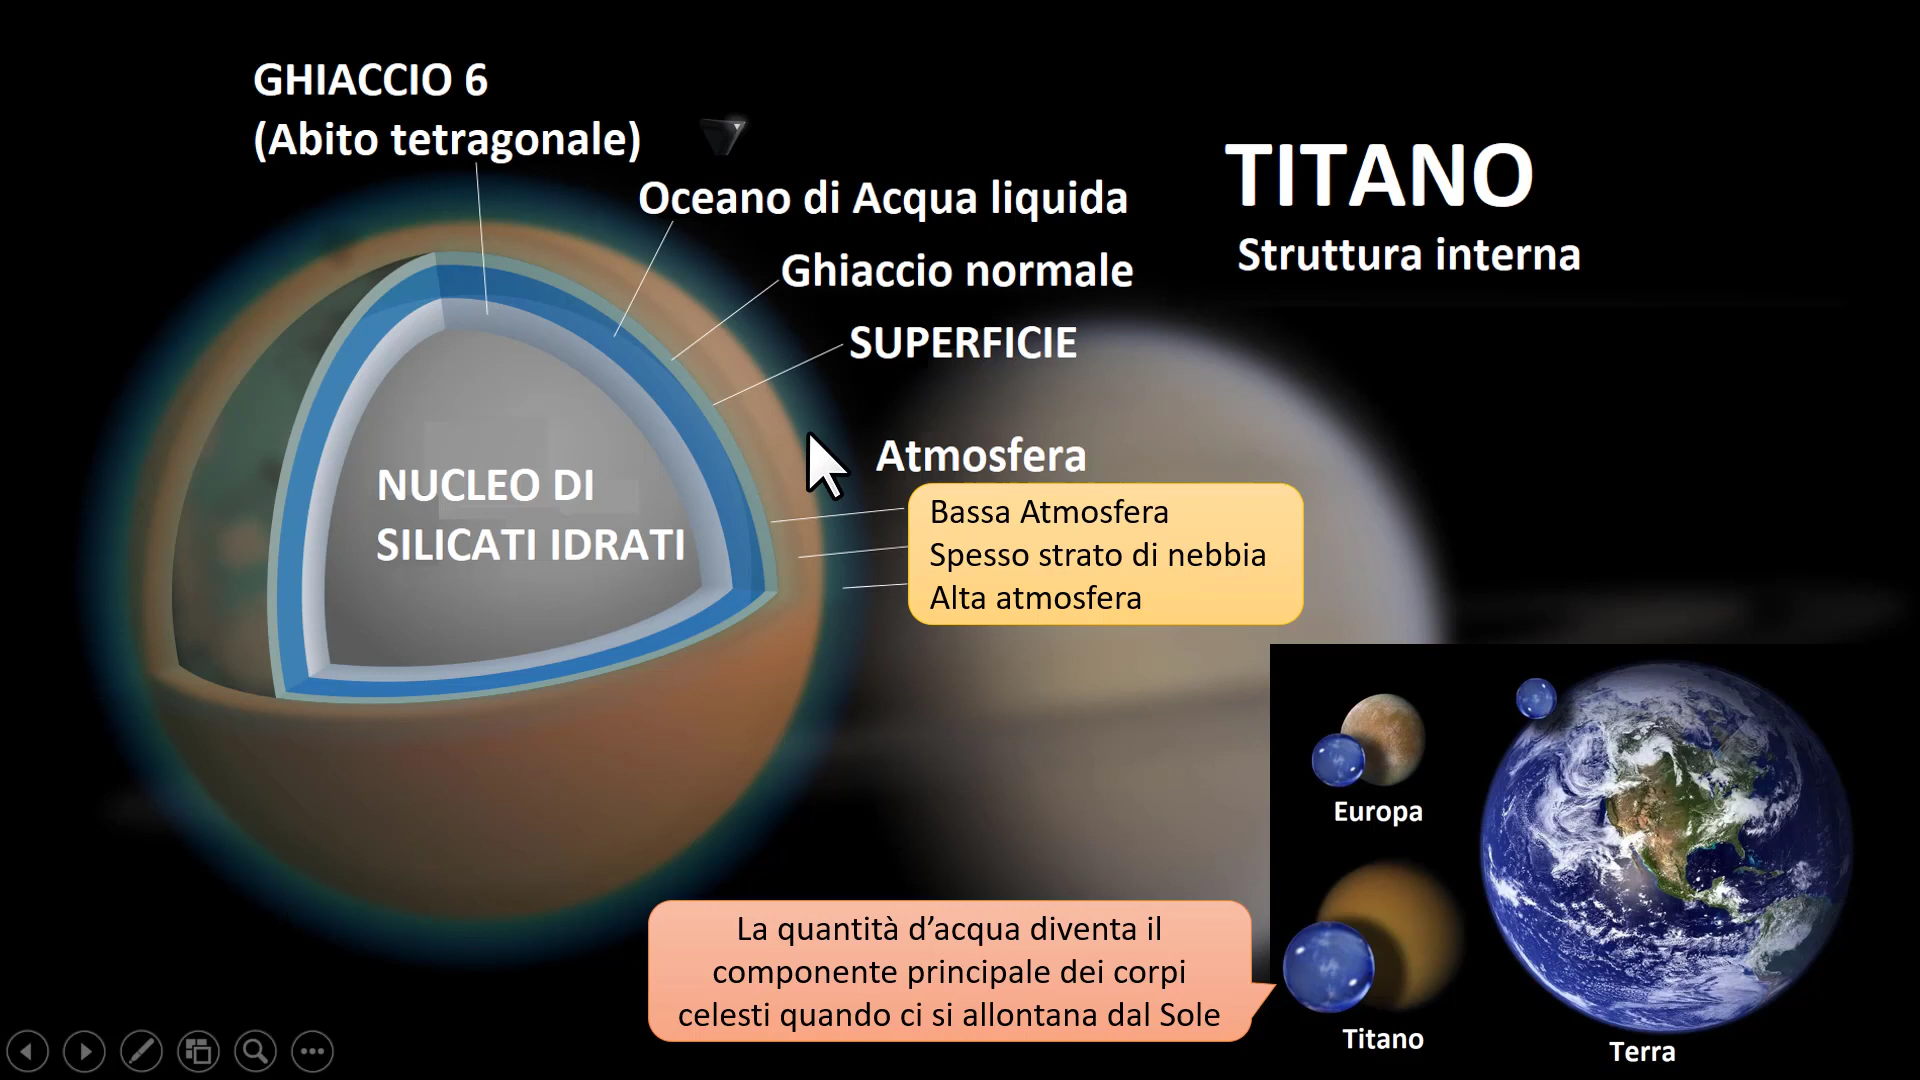 GHIACCIO 6
(Abito tetragonale)
Oceano di Acqua liquida
Ghiaccio normale
SUPERFICIE
TITANO
Struttura interna
NUCLEO DI
SILICATI IDRATI
Atmosfera
Bassa Atmosfera
Spesso strato di nebbia
Alta atmosfera
La quantità d’acqua diventa il
componente principale dei corpi
celesti quando ci si allontana dal Sole
Europa
Titano
Terra